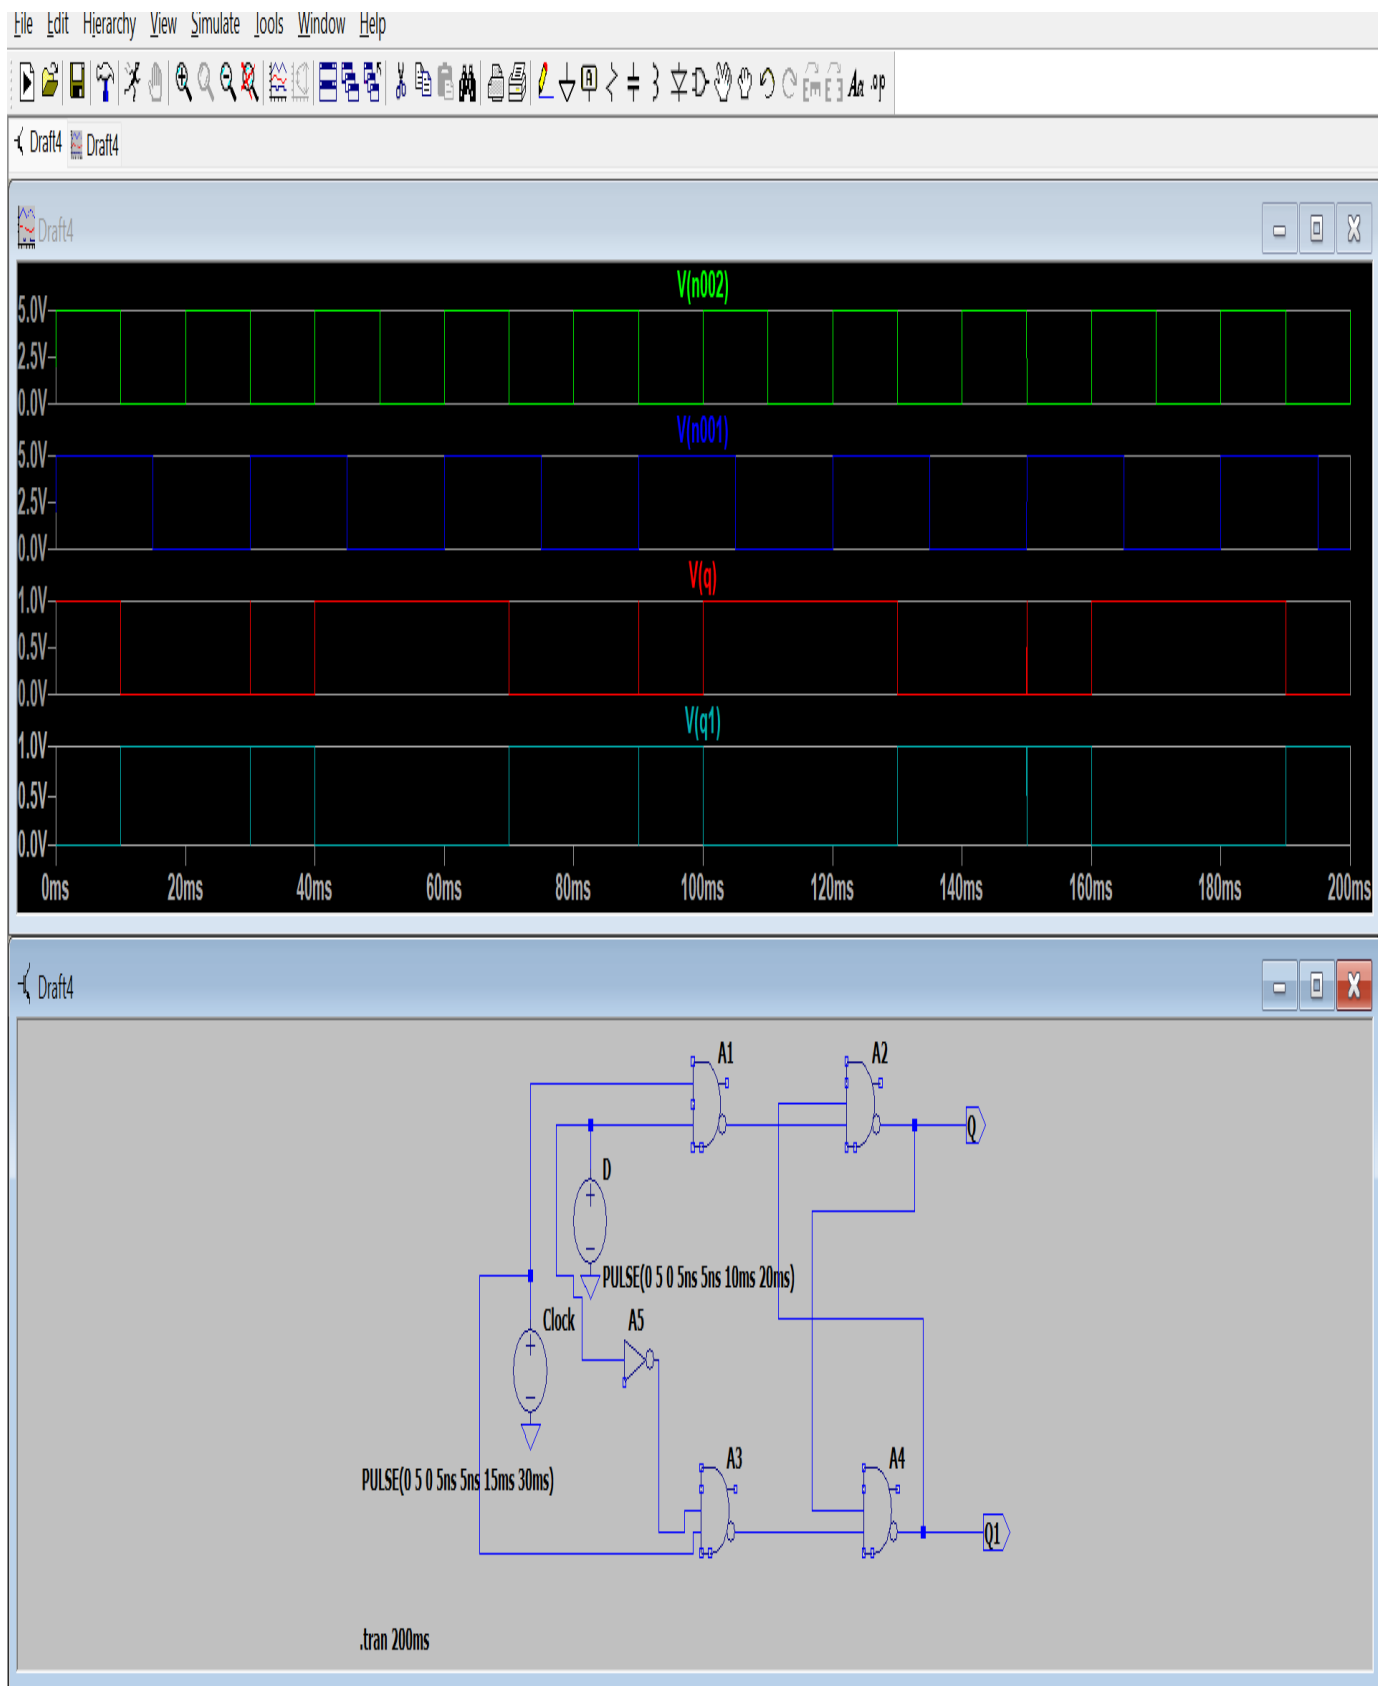 File Edit Hierarchy View Simulate Tools Window Help
A Aa .op
Draft4 Draft4
Draft4
V(n002)
5.0V
2.5V
0.0V
V(n001)
5.0V
2.5V
0.0V
V(q)
1.0V
0.5V
0.0V
V(q1)
1.0V
0.5V
0.0V
0ms 20ms 40ms 60ms 80ms 100ms 120ms 140ms 160ms 180ms 200ms
Draft4
A1 A2
Q
D
PULSE(0 5 0 5ns 5ns 10ms 20ms)
Clock A5
A3 A4
PULSE(0 5 0 5ns 5ns 15ms 30ms)
Q1
.tran 200ms